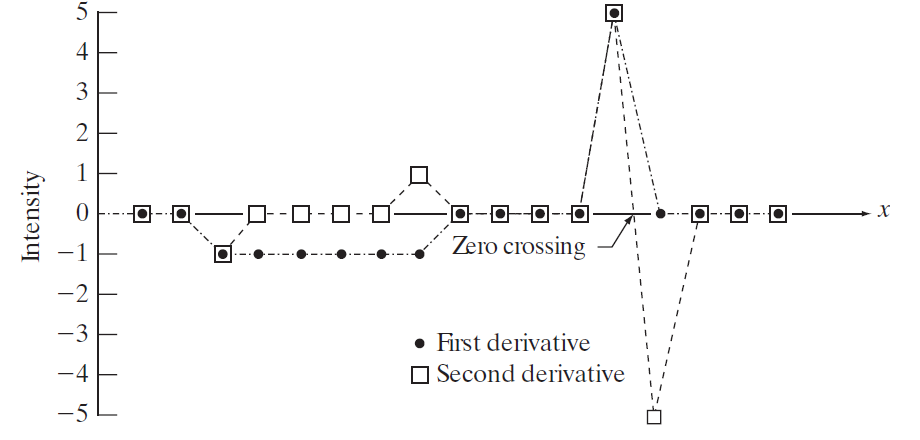 5
4
3
2
1
0
−1
−2
−3
−4
−5
Intensity
x
Zero crossing
First derivative
Second derivative